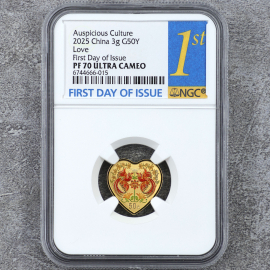 Auspicious Culture
2025 China 3g G50Y
Love
First Day of Issue
PF 70 ULTRA CAMEO
6744666-015
1st
FIRST DAY OF ISSUE
NGC